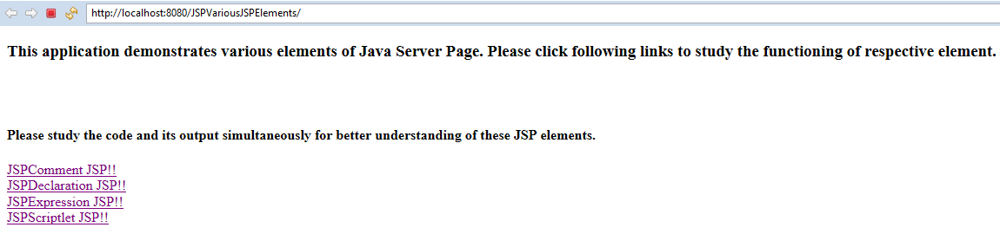 http://localhost:8080/JSPVariousJSPElements/
This application demonstrates various elements of Java Server Page. Please click following links to study the functioning of respective element.
Please study the code and its output simultaneously for better understanding of these JSP elements.
JSPComment JSP!!
JSPDeclaration JSP!!
JSPExpression JSP!!
JSPScriptlet JSP!!